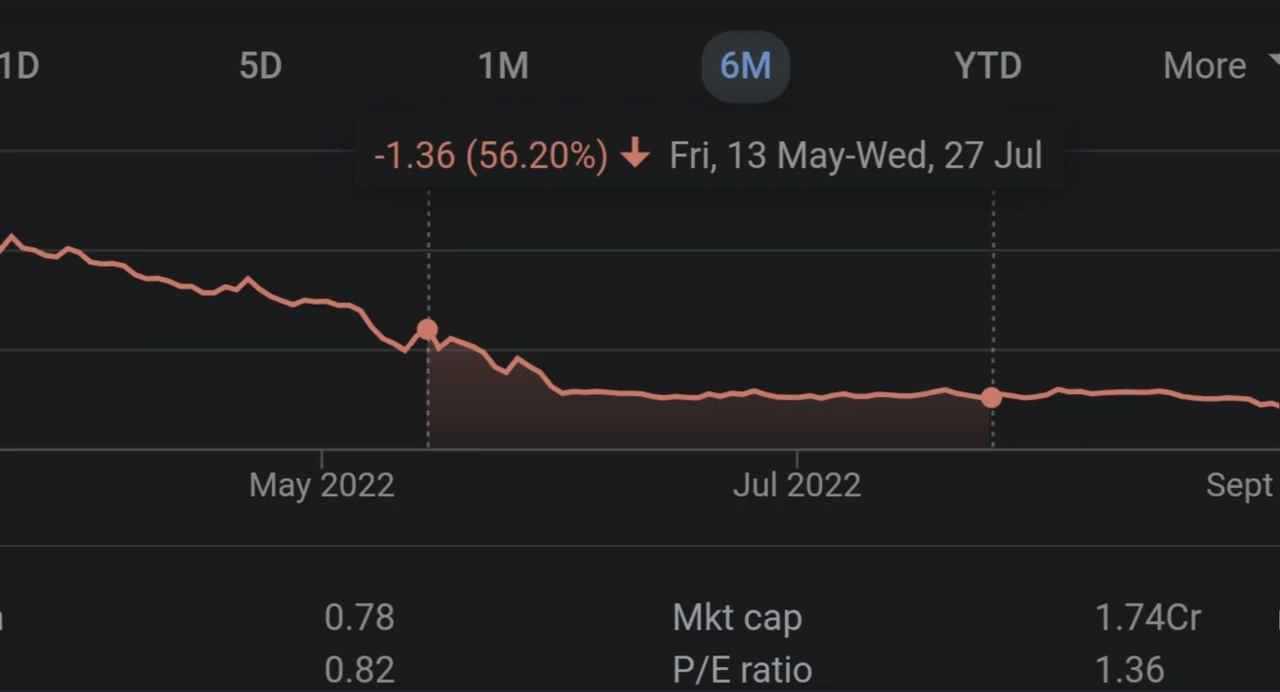 1D 5D 1M 6M YTD More
-1.36 (56.20%) Fri, 13 May-Wed, 27 Jul
May 2022 Jul 2022 Sept
0.78 Mkt cap 1.74Cr
0.82 P/E ratio 1.36